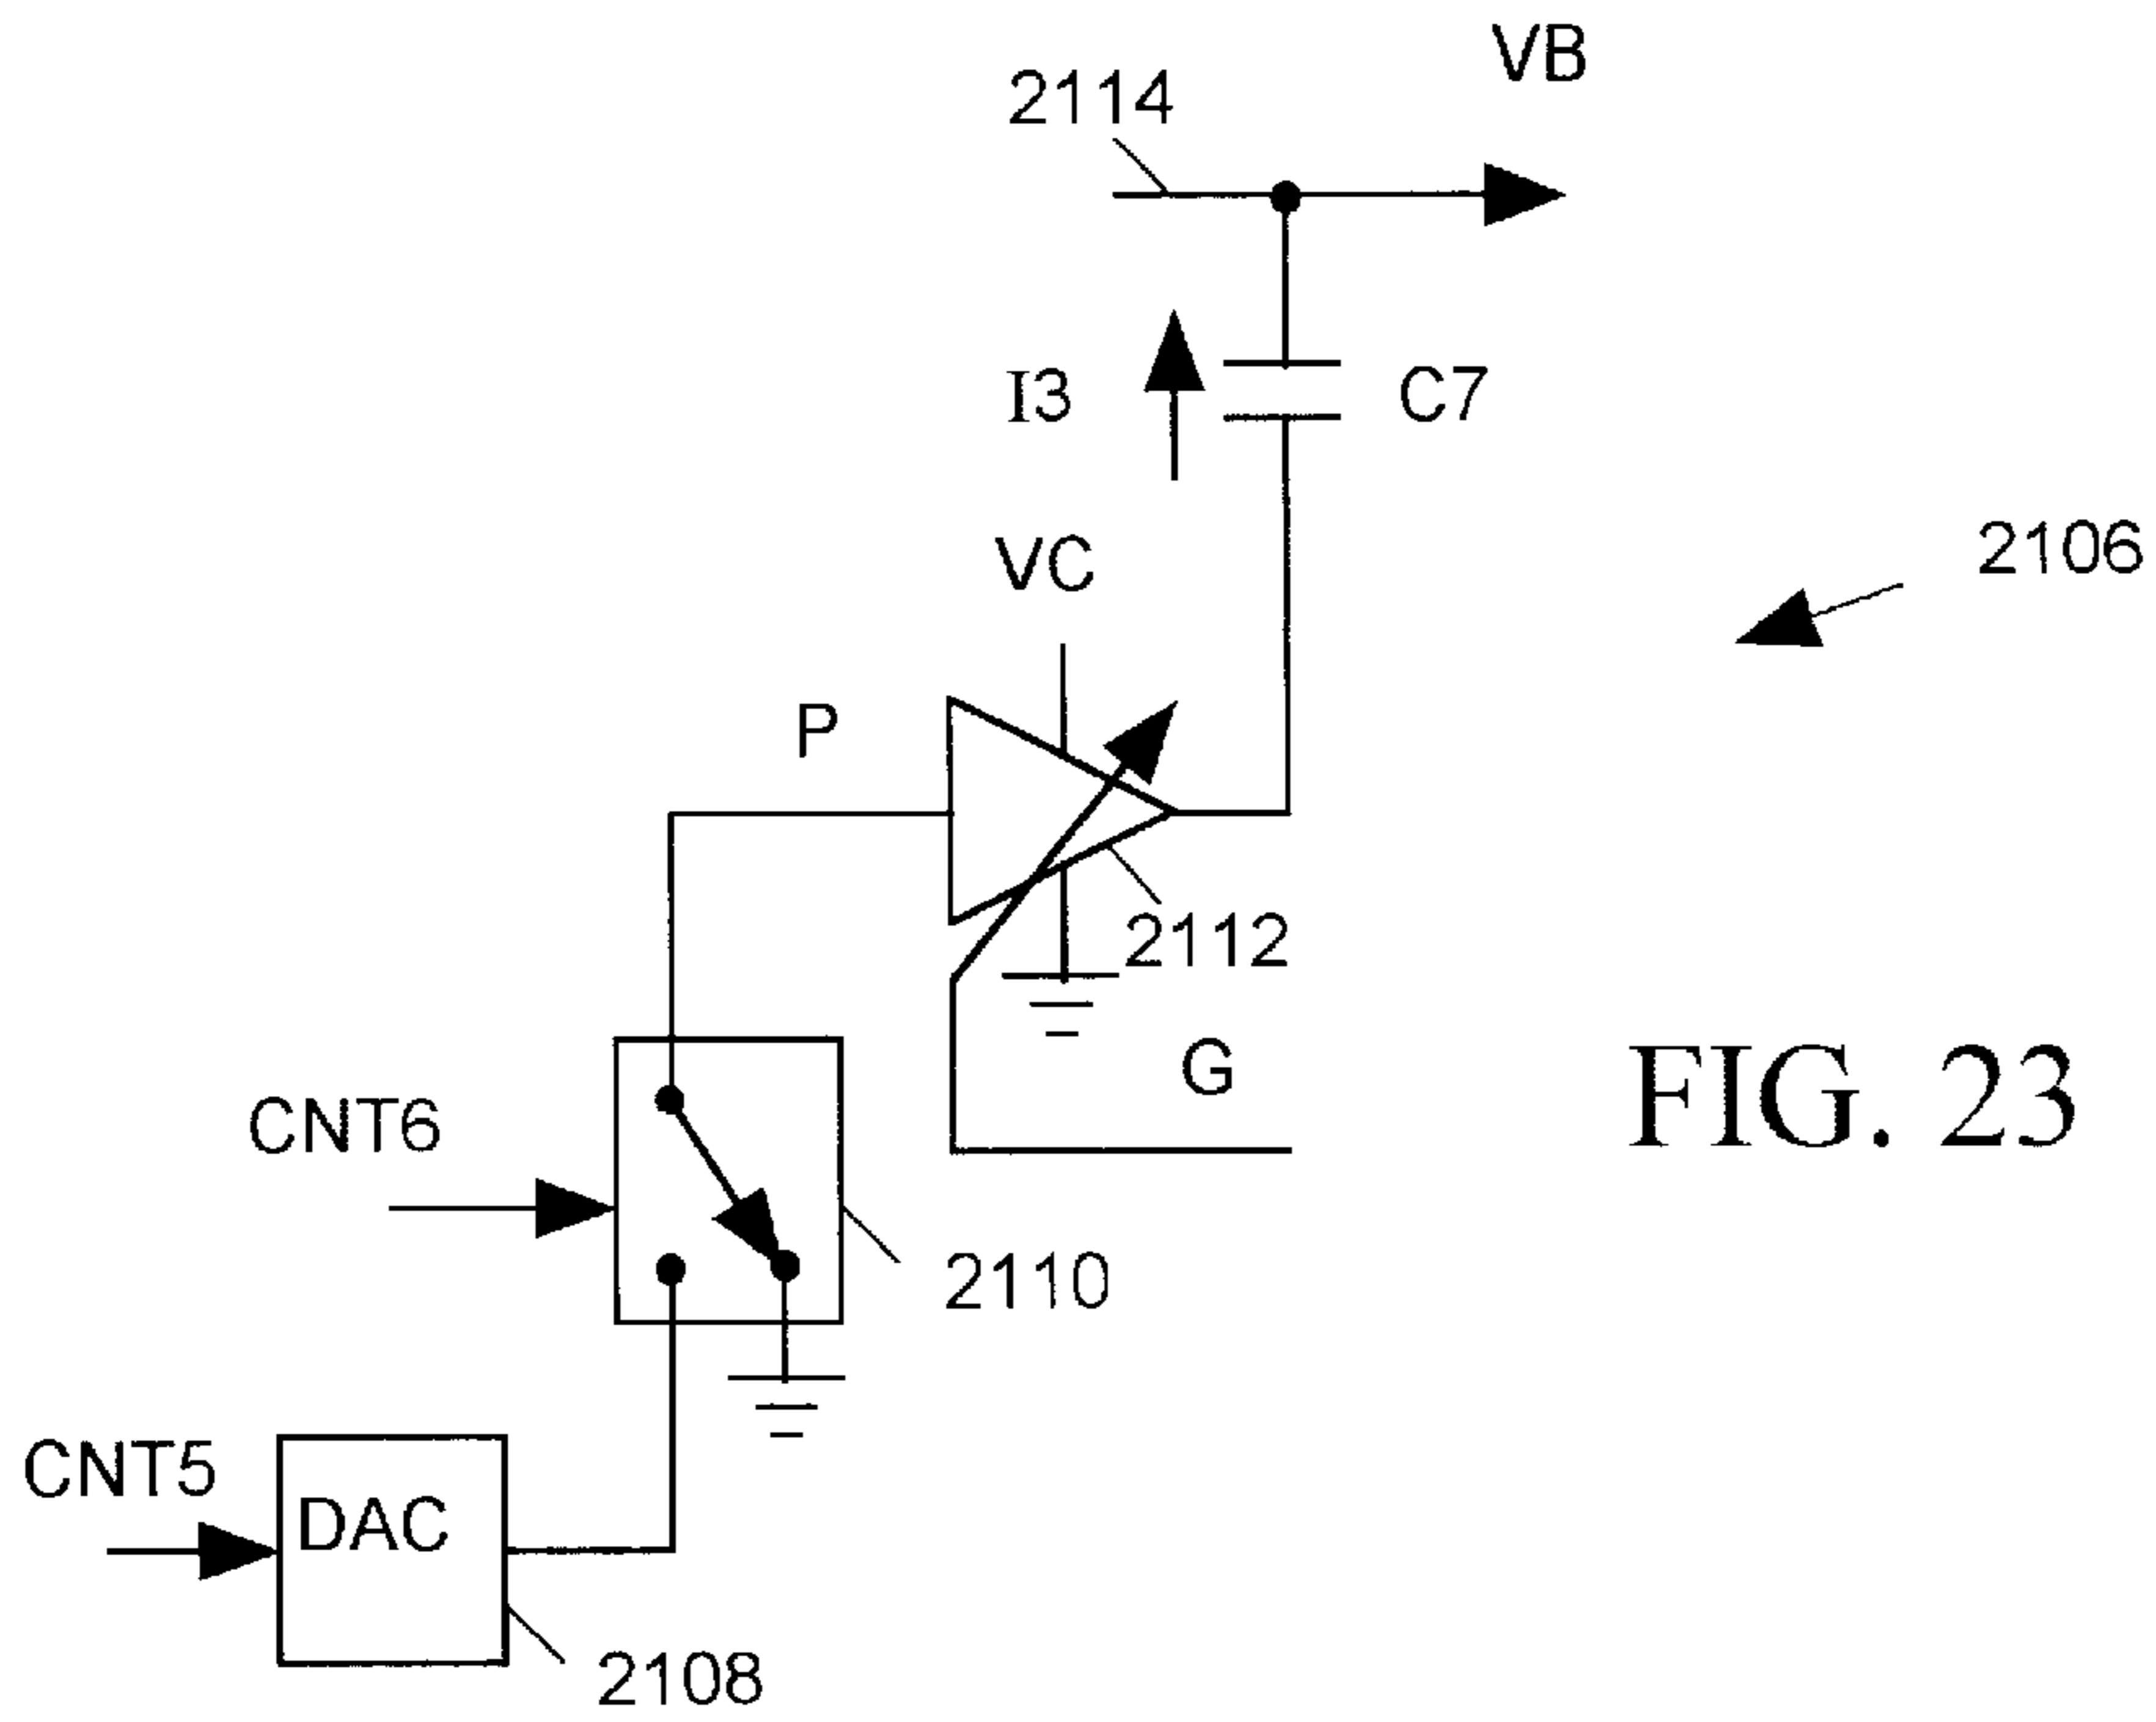 VB
2114
I3
C7
VC
2106
P
2112
G
FIG. 23
CNT6
2110
CNT5
DAC
2108